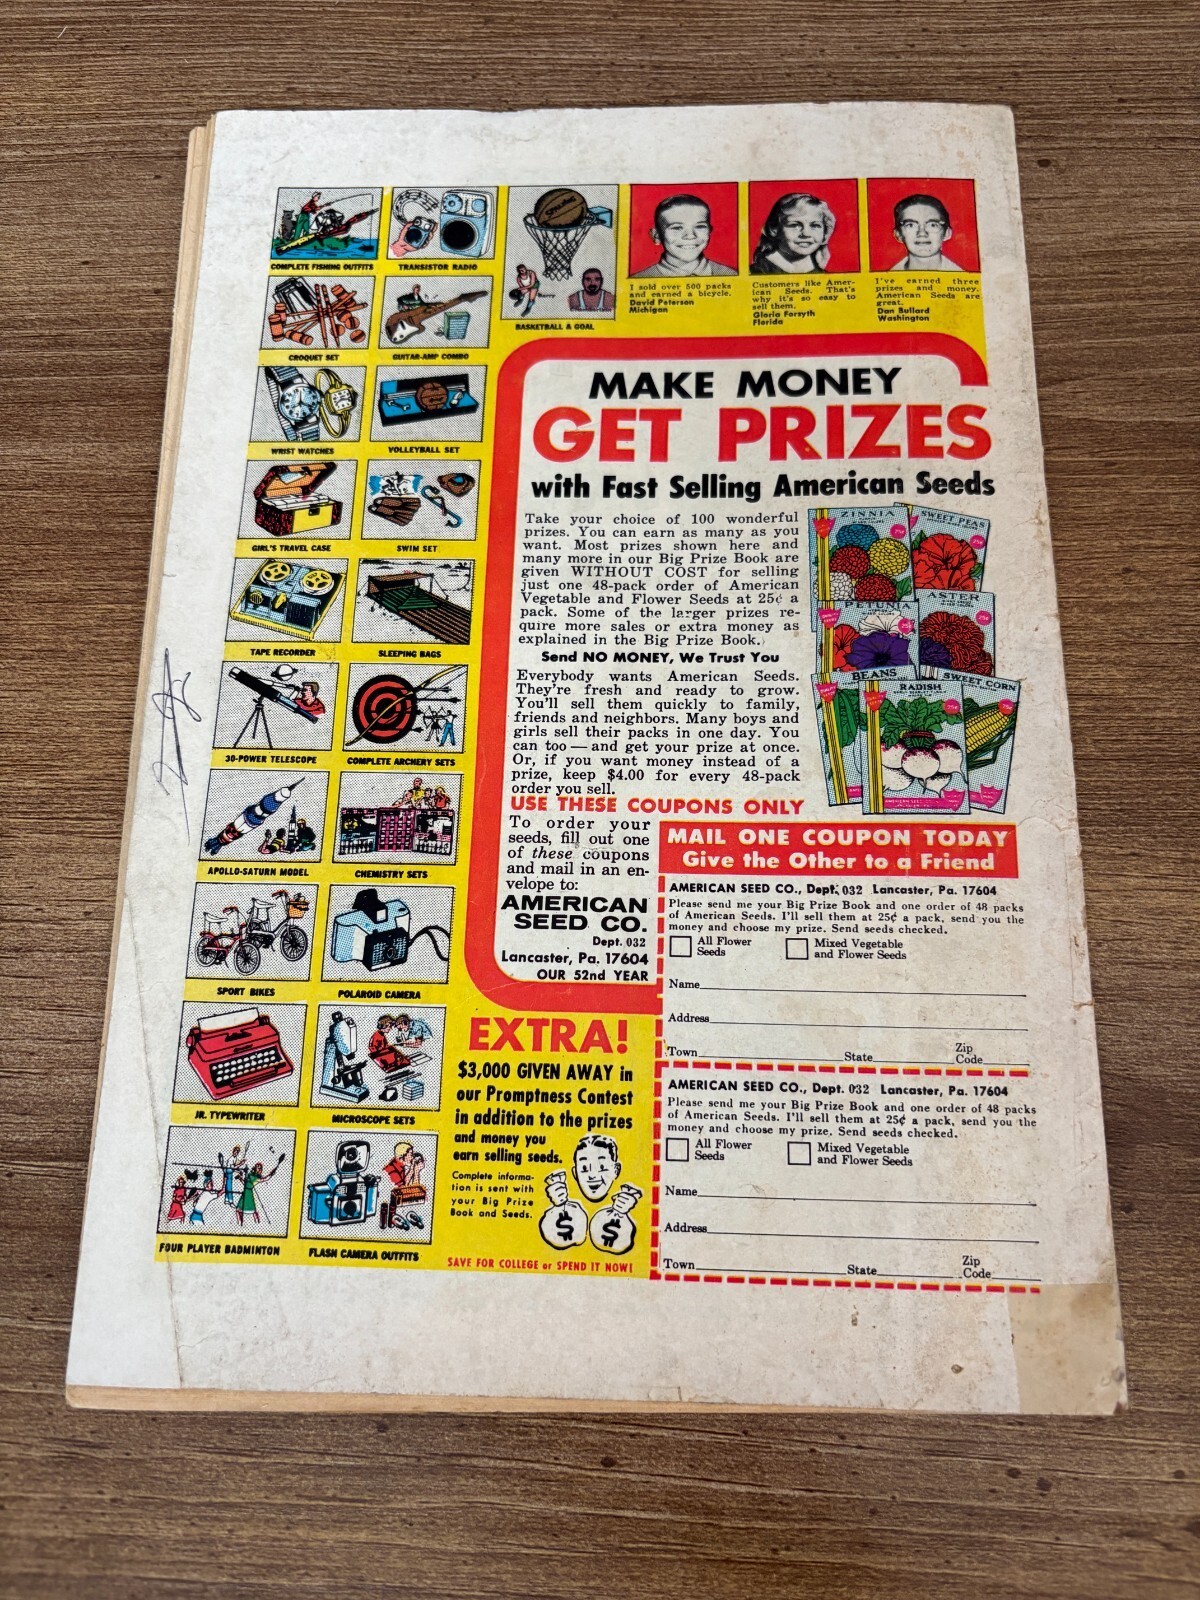 COMPLETE FISHING OUTFITS
TRANSISTOR RADIO
BASKETBALL & GOAL
CROQUET SET
GUITAR-AMP COMBO
WRIST WATCHES
VOLLEYBALL SET
GIRL'S TRAVEL CASE
SWIM SET
TAPE RECORDER
SLEEPING BAGS
30-POWER TELESCOPE
COMPLETE ARCHERY SETS
APOLLO-SATURN MODEL
CHEMISTRY SETS
SPORT BIKES
POLAROID CAMERA
JR. TYPEWRITER
MICROSCOPE SETS
FOUR PLAYER BADMINTON
FLASH CAMERA OUTFITS
I sold over 500 packs
and earned a bicycle.
David Peterson
Michigan
Customers like Amer-
ican Seeds. That's
why it's so easy to
sell them.
Gloria Forsyth
Florida
I've earned three
prizes and money.
American Seeds are
great.
Dan Bullard
Washington
MAKE MONEY
GET PRIZES
with Fast Selling American Seeds
Take your choice of 100 wonderful
prizes. You can earn as many as you
want. Most prizes shown here and
many more in our Big Prize Book are
given WITHOUT COST for selling
just one 48-pack order of American
Vegetable and Flower Seeds at 25¢ a
pack. Some of the larger prizes re-
quire more sales or extra money as
explained in the Big Prize Book.
Send NO MONEY, We Trust You
Everybody wants American Seeds.
They're fresh and ready to grow.
You'll sell them quickly to family,
friends and neighbors. Many boys and
girls sell their packs in one day. You
can too — and get your prize at once.
Or, if you want money instead of a
prize, keep $4.00 for every 48-pack
order you sell.
ZINNIA
25¢
SWEET PEAS
25¢
PETUNIA
25¢
ASTER
25¢
BEANS
RADISH
25¢
SWEET CORN
25¢
USE THESE COUPONS ONLY
To order your
seeds, fill out one
of these coupons
and mail in an en-
velope to:
AMERICAN
SEED CO.
Dept. 032
Lancaster, Pa. 17604
OUR 52nd YEAR
MAIL ONE COUPON TODAY
Give the Other to a Friend
AMERICAN SEED CO., Dept. 032 Lancaster, Pa. 17604
Please send me your Big Prize Book and one order of 48 packs
of American Seeds. I'll sell them at 25¢ a pack, send you the
money and choose my prize. Send seeds checked.
All Flower
Seeds
Mixed Vegetable
and Flower Seeds
Name
Address
Town State Zip
Code
AMERICAN SEED CO., Dept. 032 Lancaster, Pa. 17604
Please send me your Big Prize Book and one order of 48 packs
of American Seeds. I'll sell them at 25¢ a pack, send you the
money and choose my prize. Send seeds checked.
All Flower
Seeds
Mixed Vegetable
and Flower Seeds
Name
Address
Town State Zip
Code
EXTRA!
$3,000 GIVEN AWAY in
our Promptness Contest
in addition to the prizes
and money you
earn selling seeds.
Complete informa-
tion is sent with
your Big Prize
Book and Seeds.
$ $
SAVE FOR COLLEGE or SPEND IT NOW!